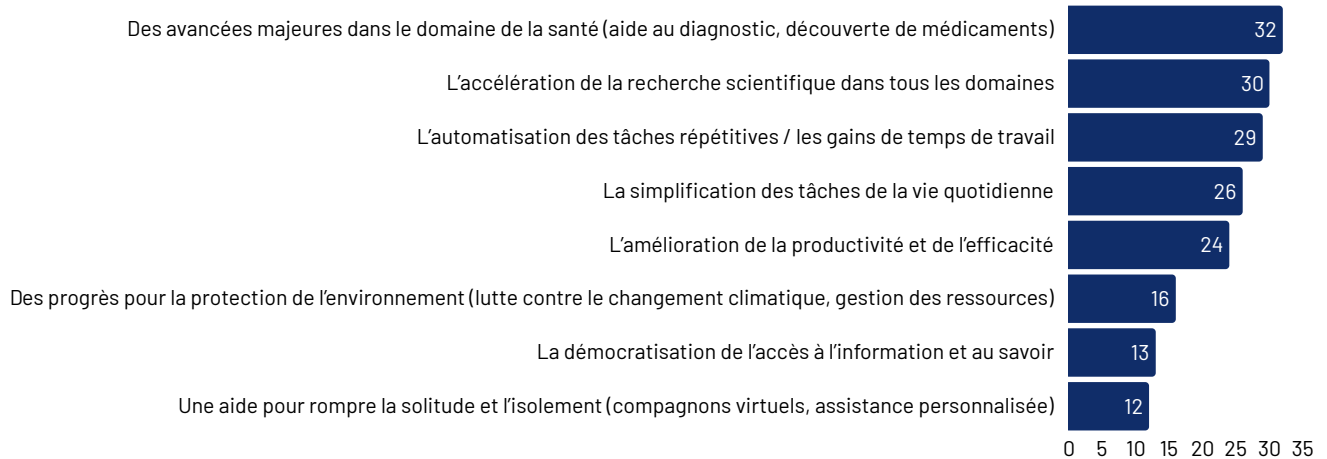 Des avancées majeures dans le domaine de la santé (aide au diagnostic, découverte de médicaments) 32
L’accélération de la recherche scientifique dans tous les domaines 30
L’automatisation des tâches répétitives / les gains de temps de travail 29
La simplification des tâches de la vie quotidienne 26
L’amélioration de la productivité et de l’efficacité 24
Des progrès pour la protection de l’environnement (lutte contre le changement climatique, gestion des ressources) 16
La démocratisation de l’accès à l’information et au savoir 13
Une aide pour rompre la solitude et l’isolement (compagnons virtuels, assistance personnalisée) 12
0 5 10 15 20 25 30 35